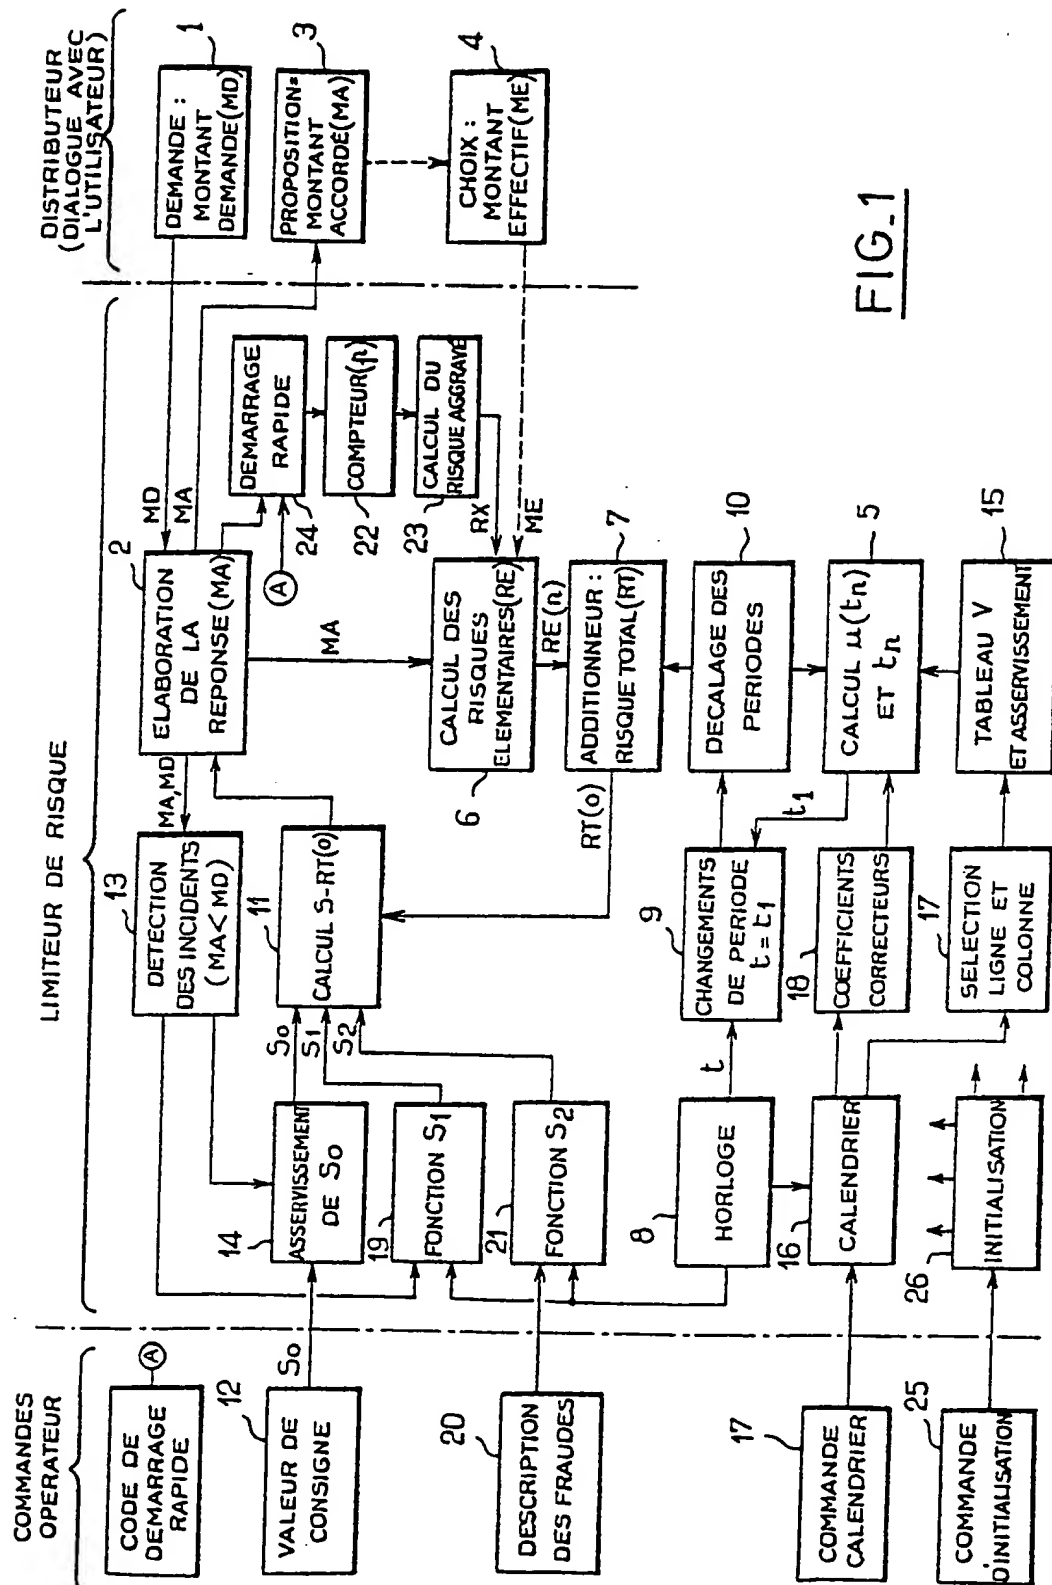 COMMANDES
OPERATEUR
LIMITEUR DE RISQUE
DISTRIBUTEUR
(DIALOGUE AVEC
L'UTILISATEUR)
CODE DE
DEMARRAGE
RAPIDE
A
12
VALEUR DE
CONSIGNE
So
20
DESCRIPTION
DES FRAUDES
17
COMMANDE
CALENDRIER
25
COMMANDE
D'INITIALISATION
13
DETECTION
DES INCIDENTS
(MA<MD)
MA,MD
14
ASSERVISSEMENT
DE So
So
S1
S2
19
FONCTION S1
21
FONCTION S2
8
HORLOGE
t
16
CALENDRIER
26
INITIALISATION
11
CALCUL S-RT(o)
9
CHANGEMENTS
DE PERIODE
t = t1
18
COEFFICIENTS
CORRECTEURS
17
SELECTION
LIGNE ET
COLONNE
2
ELABORATION
DE LA
REPONSE(MA)
MD
MA
MA
24
DEMARRAGE
RAPIDE
A
22
COMPTEUR(n)
23
CALCUL DU
RISQUE AGGRAVE
RX
ME
6
CALCUL DES
RISQUES
ELEMENTAIRES(RE)
RE(n)
7
ADDITIONNEUR:
RISQUE TOTAL(RT)
RT(o)
10
DECALAGE DES
PERIODES
t1
5
CALCUL µ(tn)
ET tn
15
TABLEAU V
ET ASSERVISSEMENT
1
DEMANDE :
MONTANT
DEMANDE(MD)
3
PROPOSITION=
MONTANT
ACCORDE(MA)
4
CHOIX :
MONTANT
EFFECTIF(ME)
FIG_1